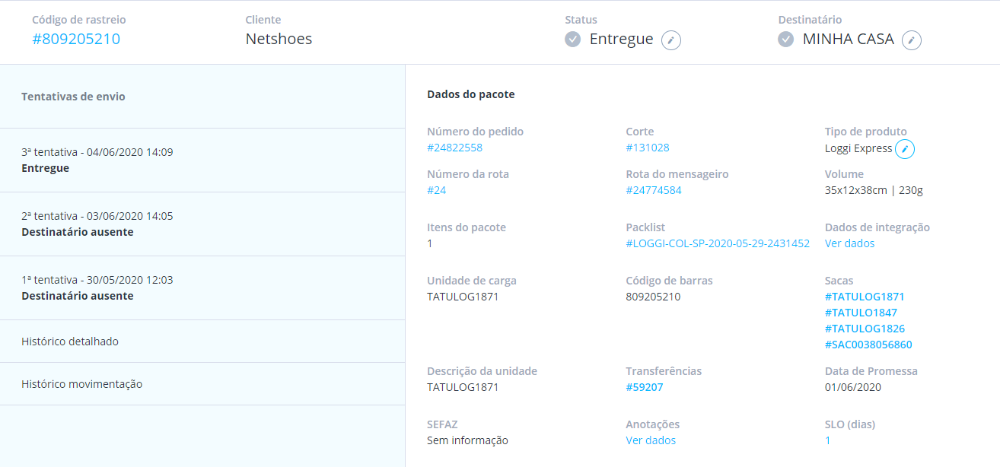 Código de rastreio
#809205210
Cliente
Netshoes
Status
Entregue
Destinatário
MINHA CASA
Tentativas de envio
3ª tentativa - 04/06/2020 14:09
Entregue
2ª tentativa - 03/06/2020 14:05
Destinatário ausente
1ª tentativa - 30/05/2020 12:03
Destinatário ausente
Histórico detalhado
Histórico movimentação
Dados do pacote
Número do pedido
#24822558
Corte
#131028
Tipo de produto
Loggi Express
Número da rota
#24
Rota do mensageiro
#24774584
Volume
35x12x38cm | 230g
Itens do pacote
1
Packlist
#LOGGI-COL-SP-2020-05-29-2431452
Dados de integração
Ver dados
Unidade de carga
TATULOG1871
Código de barras
809205210
Sacas
#TATULOG1871
#TATULO1847
#TATULOG1826
#SAC0038056860
Descrição da unidade
TATULOG1871
Transferências
#59207
Data de Promessa
01/06/2020
SEFAZ
Sem informação
Anotações
Ver dados
SLO (dias)
1